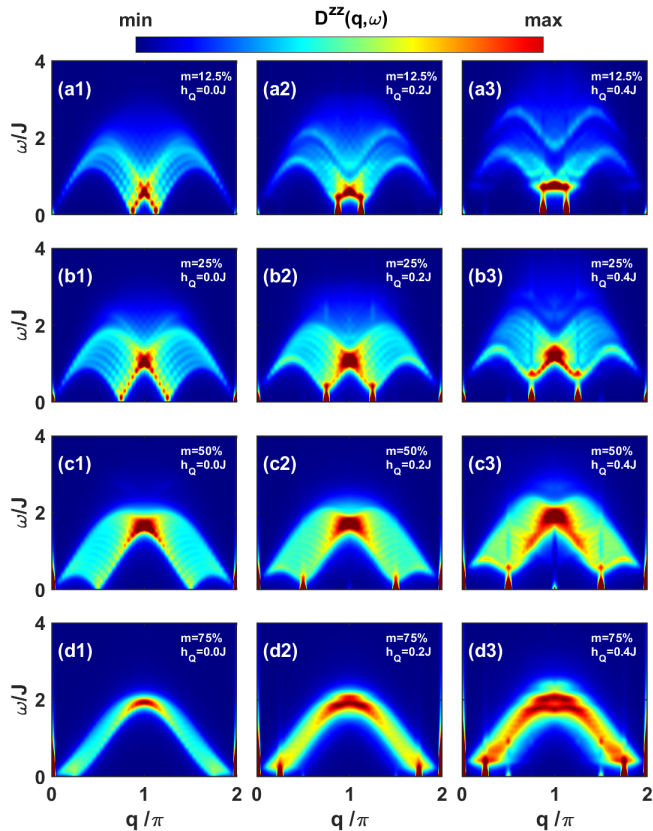 D^zz(q,ω)
min max
4
2
0
ω/J
(a1) m=12.5%
h_Q=0.0J
(a2) m=12.5%
h_Q=0.2J
(a3) m=12.5%
h_Q=0.4J
4
2
0
ω/J
(b1) m=25%
h_Q=0.0J
(b2) m=25%
h_Q=0.2J
(b3) m=25%
h_Q=0.4J
4
2
0
ω/J
(c1) m=50%
h_Q=0.0J
(c2) m=50%
h_Q=0.2J
(c3) m=50%
h_Q=0.4J
4
2
0
ω/J
(d1) m=75%
h_Q=0.0J
(d2) m=75%
h_Q=0.2J
(d3) m=75%
h_Q=0.4J
0 1 2 0 1 2 0 1 2
q/π q/π q/π